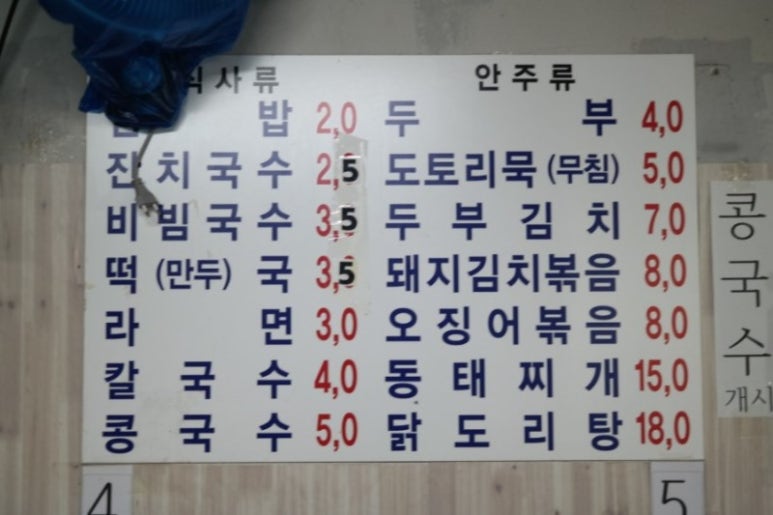 식사류
밥 2,0
잔치국수 2,5
비빔국수 3,5
떡(만두)국 3,5
라면 3,0
칼국수 4,0
콩국수 5,0
안주류
두부 4,0
도토리묵(무침) 5,0
두부김치 7,0
돼지김치볶음 8,0
오징어볶음 8,0
동태찌개 15,0
닭도리탕 18,0
콩국수
개시
4
5